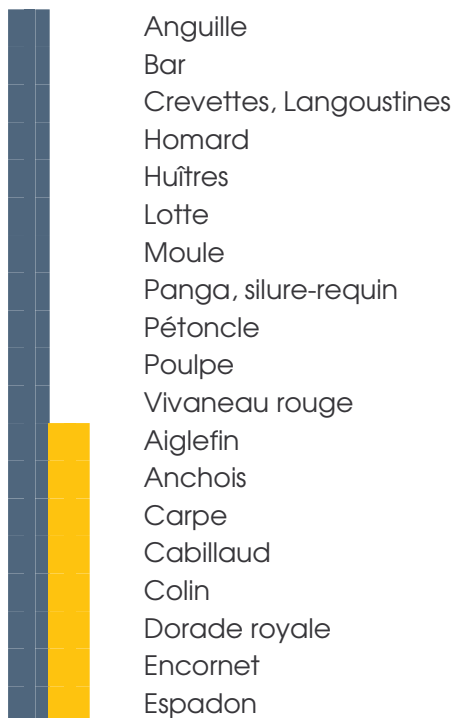 Anguille
Bar
Crevettes, Langoustines
Homard
Huîtres
Lotte
Moule
Panga, silure-requin
Pétoncle
Poulpe
Vivaneau rouge
Aiglefin
Anchois
Carpe
Cabillaud
Colin
Dorade royale
Encornet
Espadon